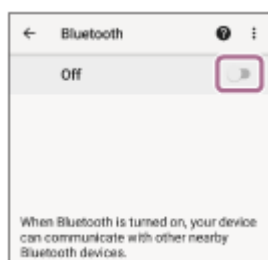 Bluetooth
Off
When Bluetooth is turned on, your device
can communicate with other nearby
Bluetooth devices.